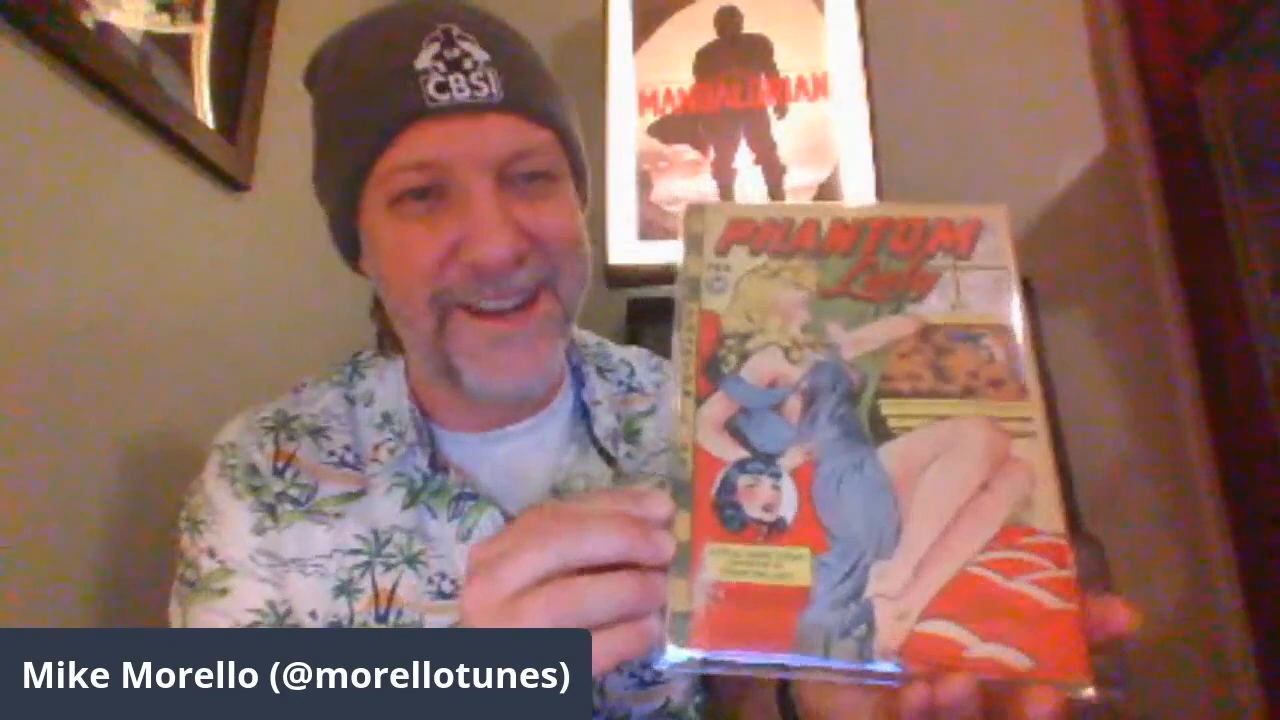 CBSI
MANDALORIAN
PHANTOM
Lady
Mike Morello (@morellotunes)